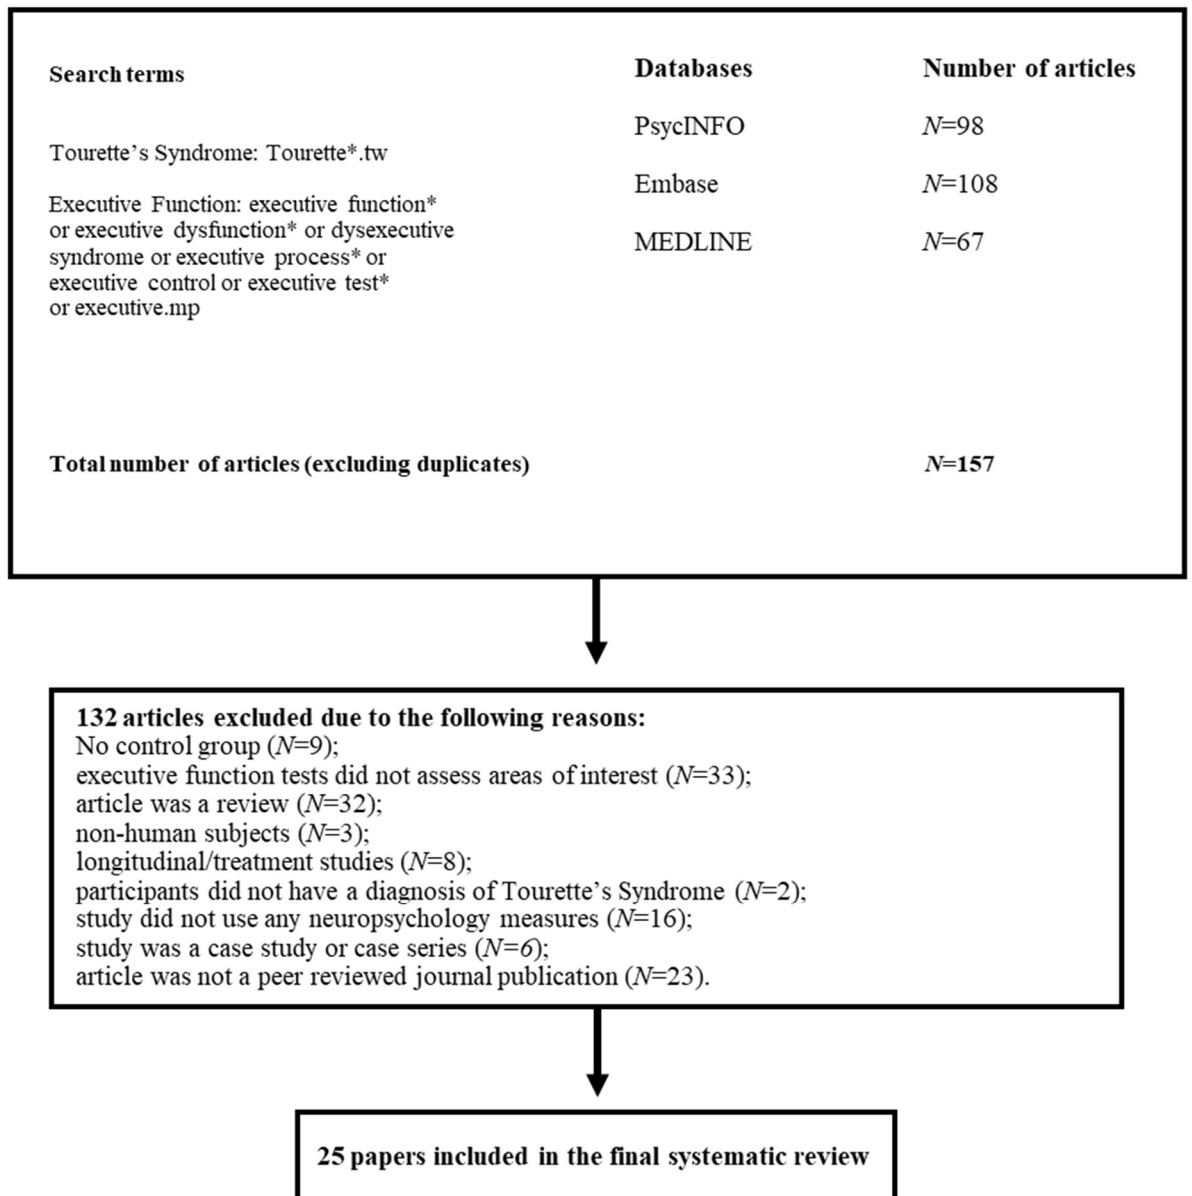 Search terms
Databases
Number of articles
PsycINFO
N=98
Tourette’s Syndrome: Tourette*.tw
Embase
N=108
Executive Function: executive function*
or executive dysfunction* or dysexecutive
MEDLINE
N=67
syndrome or executive process* or
executive control or executive test*
or executive.mp
Total number of articles (excluding duplicates)
N=157
132 articles excluded due to the following reasons:
No control group (N=9);
executive function tests did not assess areas of interest (N=33);
article was a review (N=32);
non-human subjects (N=3);
longitudinal/treatment studies (N=8);
participants did not have a diagnosis of Tourette’s Syndrome (N=2);
study did not use any neuropsychology measures (N=16);
study was a case study or case series (N=6);
article was not a peer reviewed journal publication (N=23).
25 papers included in the final systematic review